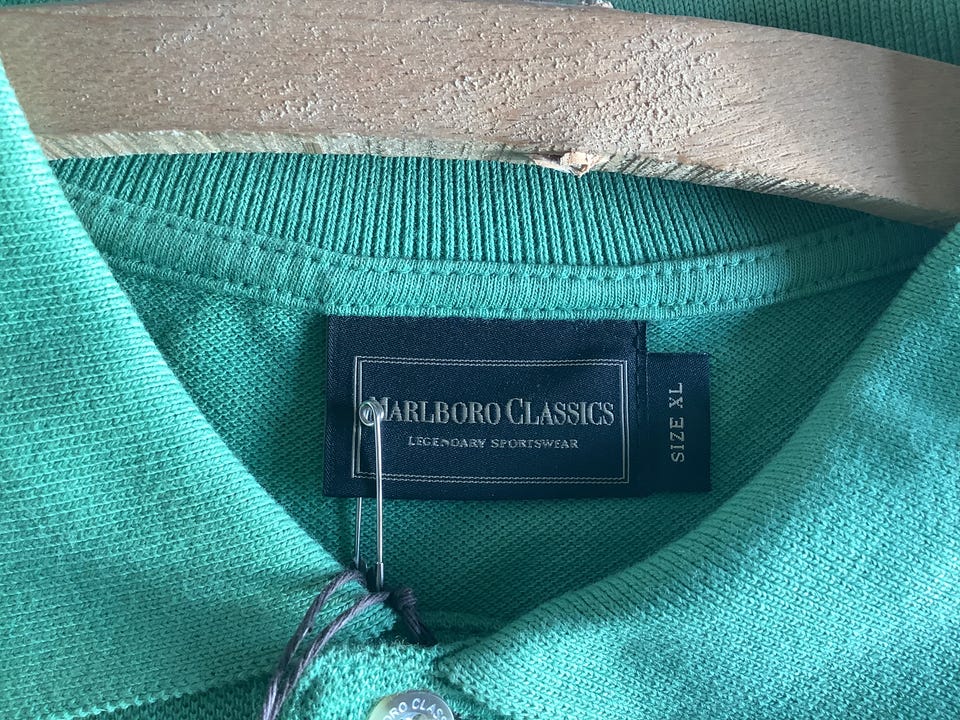 MARLBORO CLASSICS
LEGENDARY SPORTSWEAR
SIZE XL